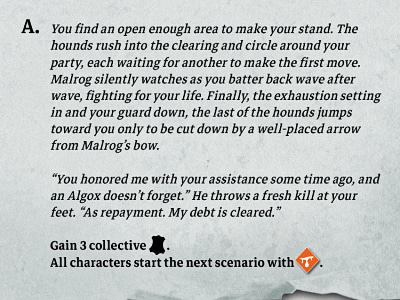 A. You find an open enough area to make your stand. The
hounds rush into the clearing and circle around your
party, each waiting for another to make the first move.
Malrog silently watches as you batter back wave after
wave, fighting for your life. Finally, the exhaustion setting
in and your guard down, the last of the hounds jumps
toward you only to be cut down by a well-placed arrow
from Malrog’s bow.
“You honored me with your assistance some time ago, and
an Algox doesn’t forget.” He throws a fresh kill at your
feet. “As repayment. My debt is cleared.”
Gain 3 collective .
All characters start the next scenario with .